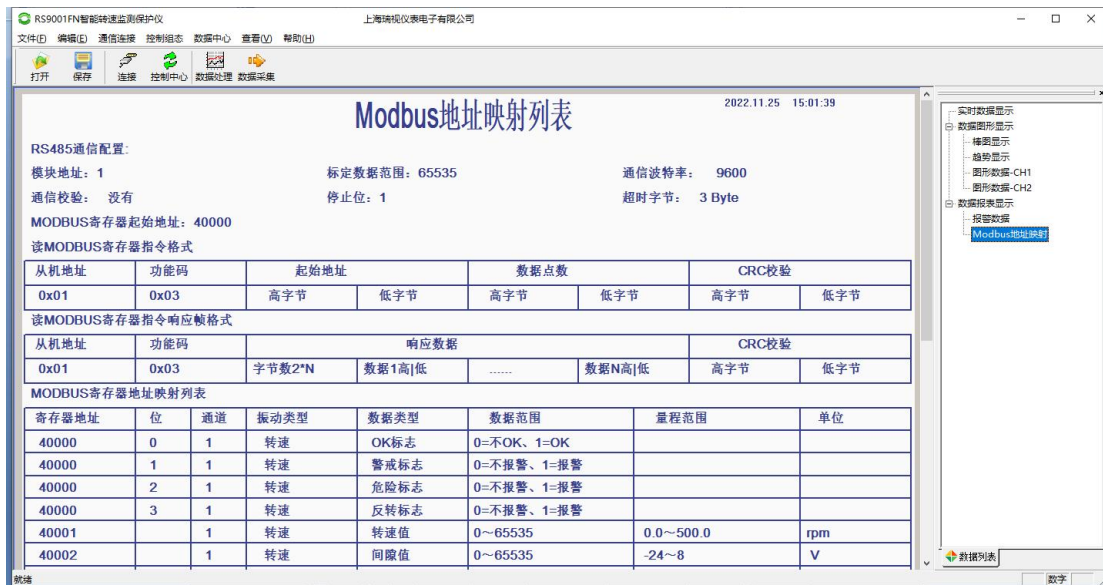 RS9001FN智能转速监测保护仪 上海瑞视仪表电子有限公司
文件(F) 编辑(E) 通信连接 控制组态 数据中心 查看(V) 帮助(H)
打开 保存 连接 控制中心 数据处理 数据采集
Modbus地址映射列表 2022.11.25 15:01:39
RS485通信配置:
模块地址: 1 标定数据范围: 65535 通信波特率: 9600
通信校验: 没有 停止位: 1 超时字节: 3 Byte
MODBUS寄存器起始地址: 40000
读MODBUS寄存器指令格式
从机地址 功能码 起始地址 数据点数 CRC校验
0x01 0x03 高字节 低字节 高字节 低字节 高字节 低字节
读MODBUS寄存器指令响应帧格式
从机地址 功能码 响应数据 CRC校验
0x01 0x03 字节数2*N 数据1高|低 ...... 数据N高|低 高字节 低字节
MODBUS寄存器地址映射列表
寄存器地址 位 通道 振动类型 数据类型 数据范围 量程范围 单位
40000 0 1 转速 OK标志 0=不OK、1=OK
40000 1 1 转速 警戒标志 0=不报警、1=报警
40000 2 1 转速 危险标志 0=不报警、1=报警
40000 3 1 转速 反转标志 0=不报警、1=报警
40001 1 转速 转速值 0~65535 0.0~500.0 rpm
40002 1 转速 间隙值 0~65535 -24~8 V
实时数据显示
数据图形显示
棒图显示
趋势显示
图形数据-CH1
图形数据-CH2
数据报表显示
报警数据
Modbus地址映射
数据列表
就绪 数字